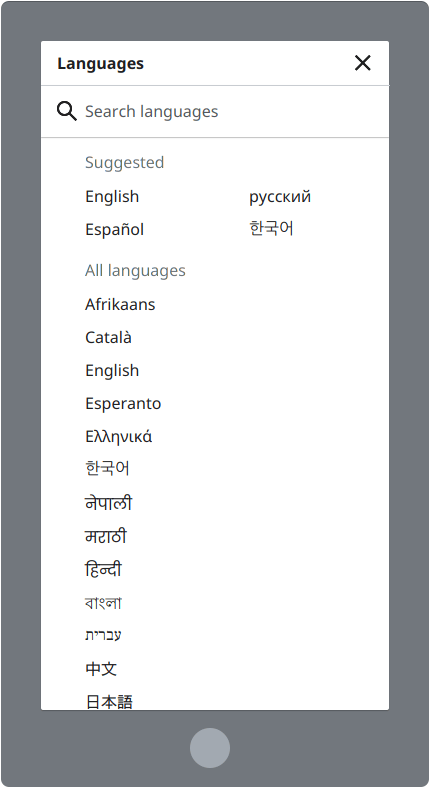 Languages
Search languages
Suggested
English русский
Español 한국어
All languages
Afrikaans
Català
English
Esperanto
Ελληνικά
한국어
नेपाली
मराठी
हिन्दी
বাংলা
עברית
中文
日本語